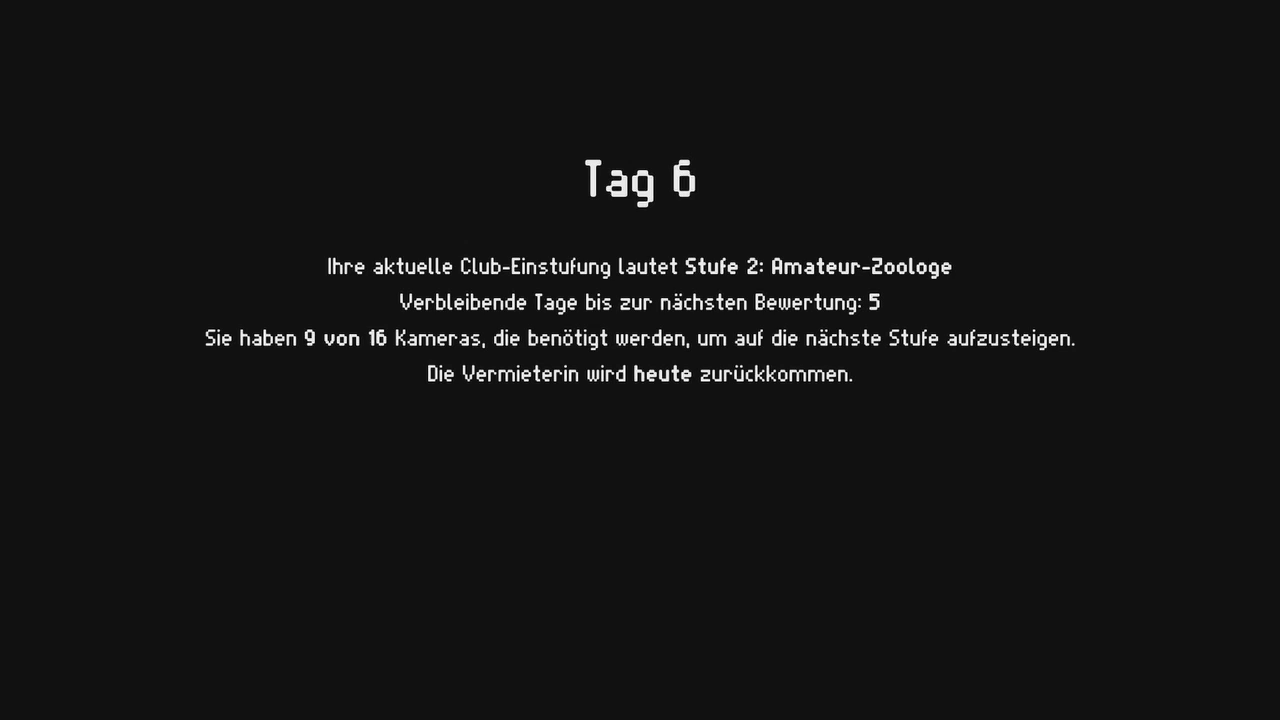 Tag 6
Ihre aktuelle Club-Einstufung lautet Stufe 2: Amateur-Zoologe
Verbleibende Tage bis zur nächsten Bewertung: 5
Sie haben 9 von 16 Kameras, die benötigt werden, um auf die nächste Stufe aufzusteigen.
Die Vermieterin wird heute zurückkommen.